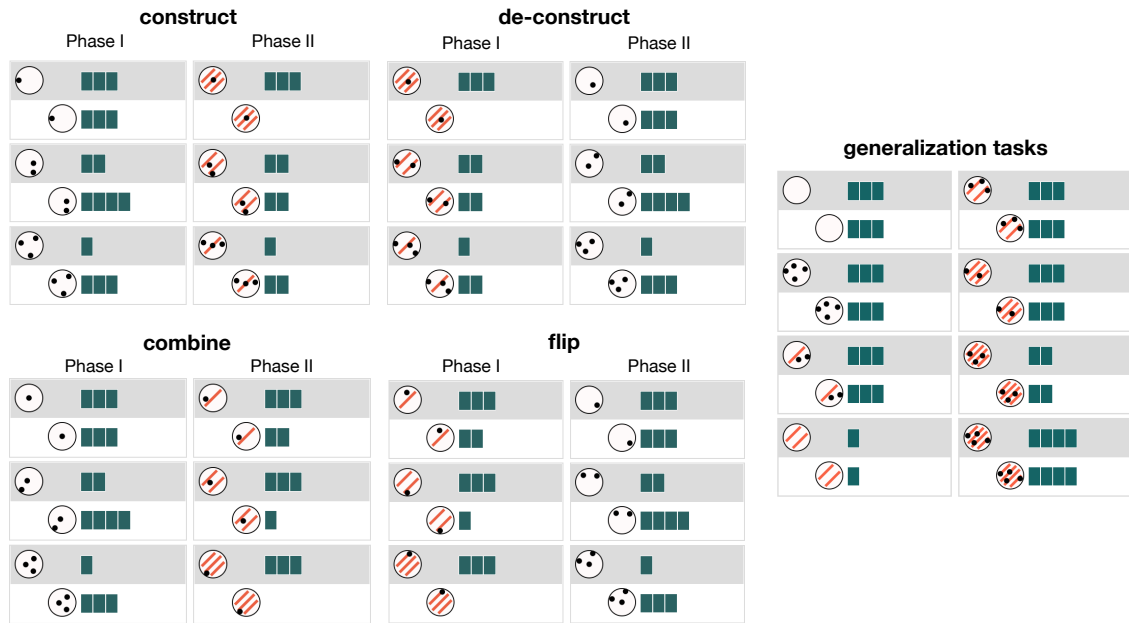 construct
Phase I
Phase II
de-construct
Phase I
Phase II
generalization tasks
combine
Phase I
Phase II
flip
Phase I
Phase II